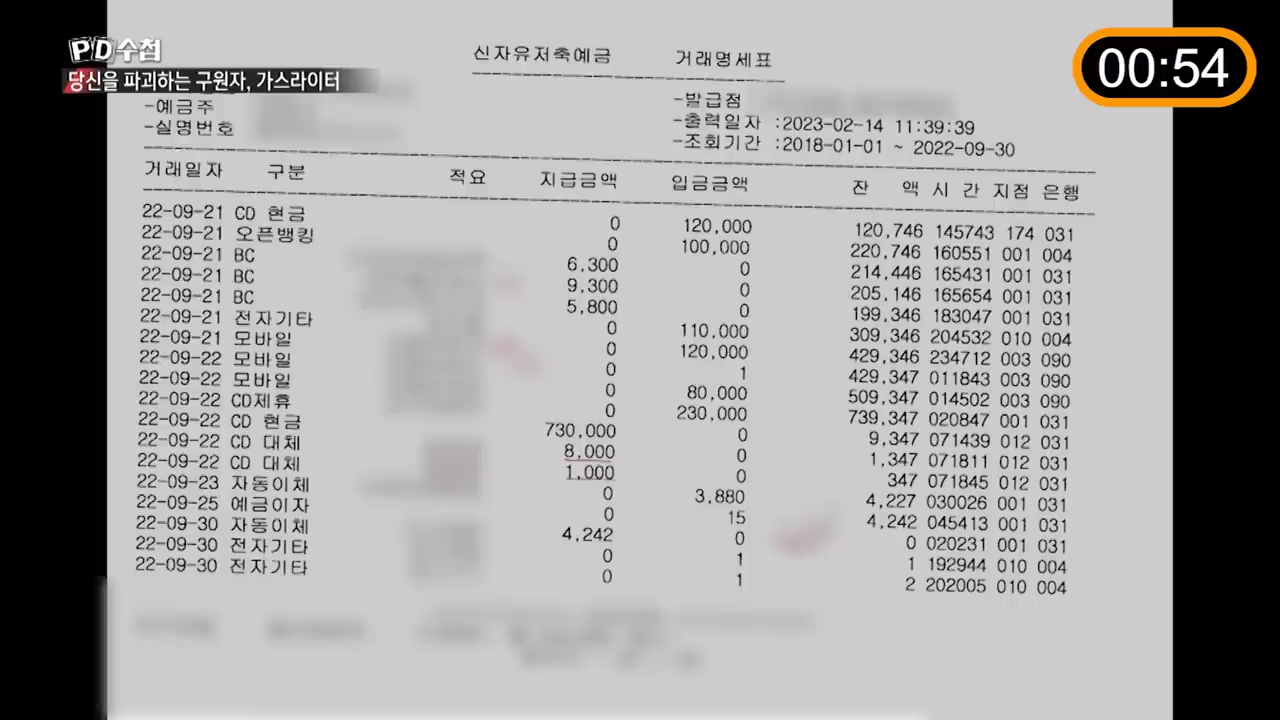 PD수첩
당신을 파괴하는 구원자, 가스라이터
00:54
신자유저축예금 거래명세표
-예금주 -발급점
-실명번호 -출력일자 :2023-02-14 11:39:39
-조회기간 :2018-01-01 ~ 2022-09-30
거래일자 구분 적요 지급금액 입금금액 잔 액 시 간 지점 은행
22-09-21 CD 현금 0 120,000 120,746 145743 174 031
22-09-21 오픈뱅킹 0 100,000 220,746 160551 001 004
22-09-21 BC 6,300 0 214,446 165431 001 031
22-09-21 BC 9,300 0 205,146 165654 001 031
22-09-21 BC 5,800 0 199,346 183047 001 031
22-09-21 전자기타 0 110,000 309,346 204532 010 004
22-09-21 모바일 0 120,000 429,346 234712 003 090
22-09-22 모바일 0 1 429,347 011843 003 090
22-09-22 모바일 0 80,000 509,347 014502 003 090
22-09-22 CD제휴 0 230,000 739,347 020847 001 031
22-09-22 CD 현금 730,000 0 9,347 071439 012 031
22-09-22 CD 대체 8,000 0 1,347 071811 012 031
22-09-22 CD 대체 1,000 0 347 071845 012 031
22-09-23 자동이체 0 3,880 4,227 030026 001 031
22-09-25 예금이자 0 15 4,242 045413 001 031
22-09-30 자동이체 4,242 0 0 020231 001 031
22-09-30 전자기타 0 1 1 192944 010 004
22-09-30 전자기타 0 1 2 202005 010 004